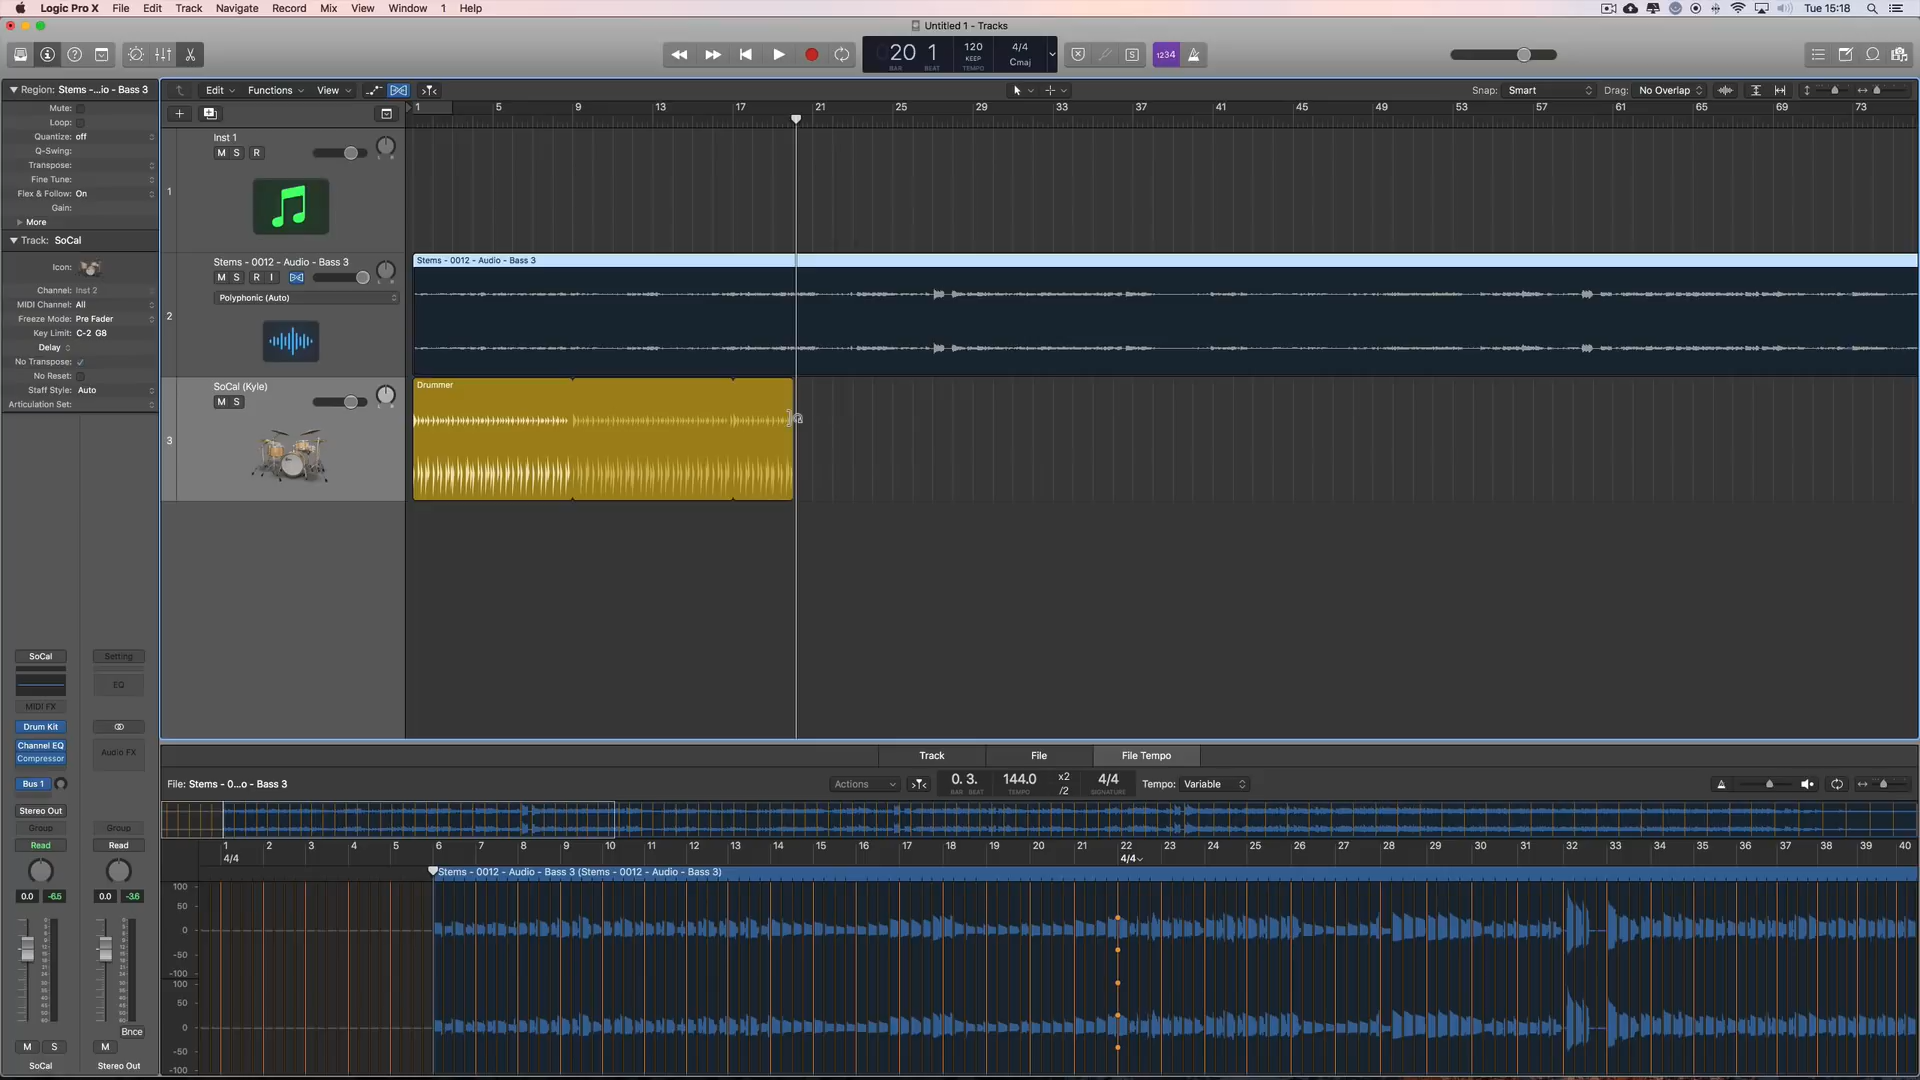 Logic Pro X File Edit Track Navigate Record Mix View Window 1 Help
Tue 15:18
Untitled 1 - Tracks
20 1
BAR BEAT
120
KEEP
TEMPO
4/4
Cmaj
1234
Region: Stems -...io - Bass 3
Mute:
Loop:
Quantize: off
Q-Swing:
Transpose:
Fine Tune:
Flex & Follow: On
Gain:
More
Track: SoCal
Icon:
Channel: Inst 2
MIDI Channel: All
Freeze Mode: Pre Fader
Key Limit: C-2 G8
Delay
No Transpose:
No Reset:
Staff Style: Auto
Articulation Set:
Edit Functions View
Snap: Smart
Drag: No Overlap
1 5 9 13 17 21 25 29 33 37 41 45 49 53 57 61 65 69 73
1
Inst 1
M S R
2
Stems - 0012 - Audio - Bass 3
M S R I
Polyphonic (Auto)
Stems - 0012 - Audio - Bass 3
3
SoCal (Kyle)
M S
Drummer
SoCal Setting
EQ
MIDI FX
Drum Kit
Channel EQ
Compressor
Audio FX
Bus 1
Stereo Out
Group Group
Read Read
0.0 -6.5 0.0 -3.6
Bnce
M S M
SoCal Stereo Out
Track File File Tempo
File: Stems - 0...o - Bass 3
Actions
0. 3.
BAR BEAT
144.0
TEMPO
x2
/2
4/4
SIGNATURE
Tempo: Variable
1 2 3 4 5 6 7 8 9 10 11 12 13 14 15 16 17 18 19 20 21 22 23 24 25 26 27 28 29 30 31 32 33 34 35 36 37 38 39 40
4/4 4/4
Stems - 0012 - Audio - Bass 3 (Stems - 0012 - Audio - Bass 3)
100
50
0
-50
-100
100
50
0
-50
-100